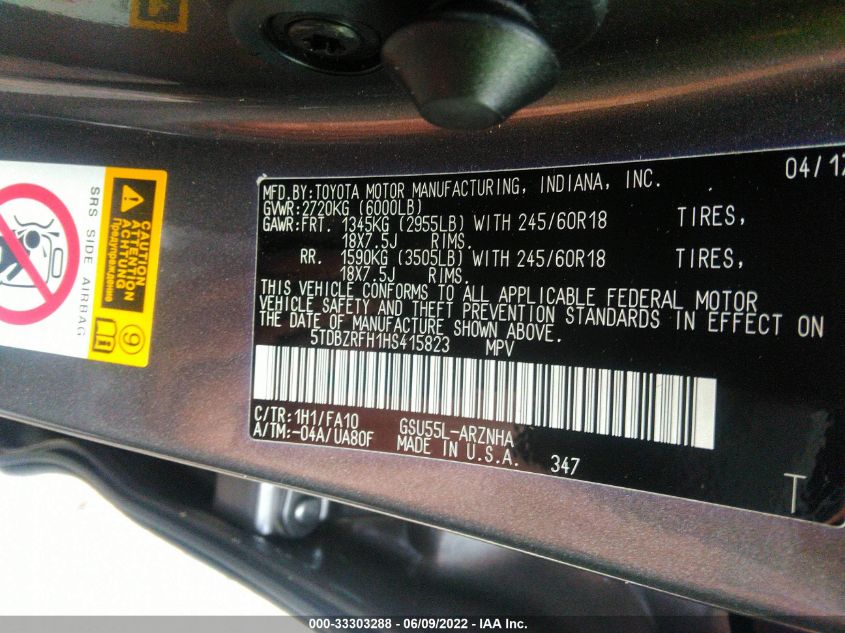 MFD.BY:TOYOTA MOTOR MANUFACTURING, INDIANA, INC. 04/17
GVWR:2720KG (6000LB)
GAWR:FRT. 1345KG (2955LB) WITH 245/60R18 TIRES,
18X7.5J RIMS.
RR. 1590KG (3505LB) WITH 245/60R18 TIRES,
18X7.5J RIMS.
THIS VEHICLE CONFORMS TO ALL APPLICABLE FEDERAL MOTOR
VEHICLE SAFETY AND THEFT PREVENTION STANDARDS IN EFFECT ON
THE DATE OF MANUFACTURE SHOWN ABOVE.
5TDBZRFH1HS415823 MPV
C/TR:1H1/FA10 GSU55L-ARZNHA
A/TM:-04A/UA80F MADE IN U.S.A. 347
T
SRS SIDE AIRBAG
CAUTION
ATTENTION
ACHTUNG
Предупреждение
9
000-33303288 - 06/09/2022 - IAA Inc.